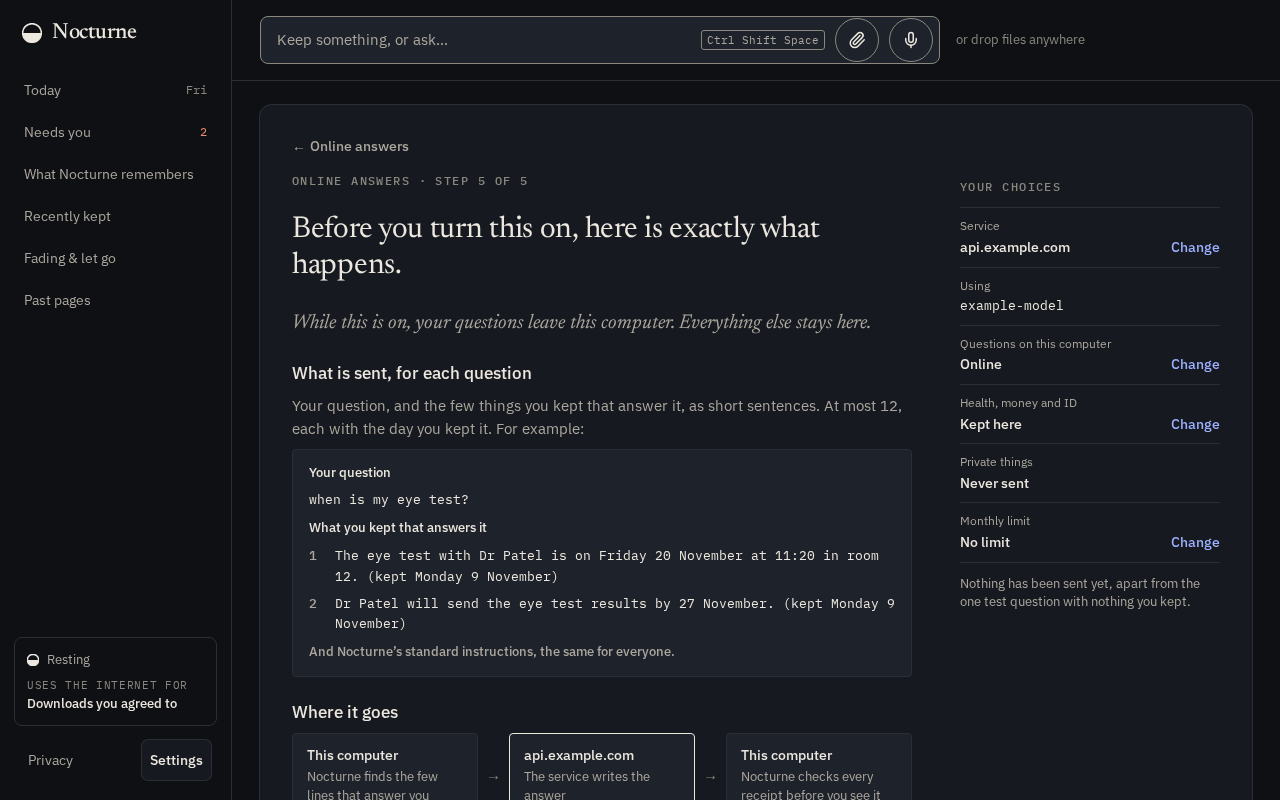 Nocturne
Today
Fri
Needs you
2
What Nocturne remembers
Recently kept
Fading & let go
Past pages
Resting
USES THE INTERNET FOR
Downloads you agreed to
Privacy
Settings
Keep something, or ask...
Ctrl Shift Space
or drop files anywhere
← Online answers
ONLINE ANSWERS · STEP 5 OF 5
Before you turn this on, here is exactly what
happens.
While this is on, your questions leave this computer. Everything else stays here.
What is sent, for each question
Your question, and the few things you kept that answer it, as short sentences. At most 12,
each with the day you kept it. For example:
Your question
when is my eye test?
What you kept that answers it
1 The eye test with Dr Patel is on Friday 20 November at 11:20 in room
12. (kept Monday 9 November)
2 Dr Patel will send the eye test results by 27 November. (kept Monday 9
November)
And Nocturne’s standard instructions, the same for everyone.
Where it goes
This computer
Nocturne finds the few
lines that answer you
→
api.example.com
The service writes the
answer
→
This computer
Nocturne checks every
receipt before you see it
YOUR CHOICES
Service
api.example.com
Change
Using
example-model
Questions on this computer
Online
Change
Health, money and ID
Kept here
Change
Private things
Never sent
Monthly limit
No limit
Change
Nothing has been sent yet, apart from the
one test question with nothing you kept.